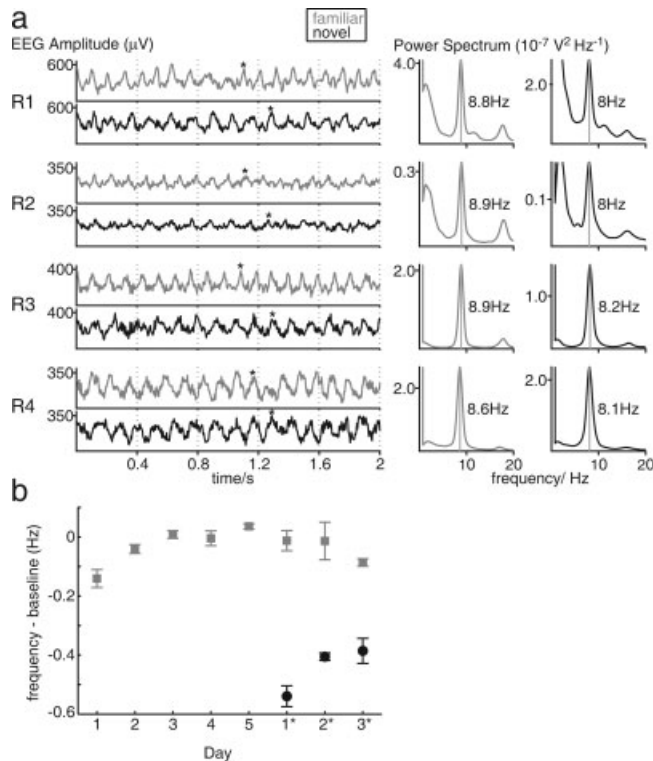 a
familiar
novel
EEG Amplitude (μV)
Power Spectrum (10-7 V2 Hz-1)
R1
600
600
4.0
8.8Hz
2.0
8Hz
R2
350
350
0.3
8.9Hz
0.1
8Hz
R3
400
400
2.0
8.9Hz
1.0
8.2Hz
R4
350
350
2.0
8.6Hz
2.0
8.1Hz
0.4 0.8 1.2 1.6 2
time/s
10 20 10 20
frequency/ Hz
b
frequency - baseline (Hz)
0
-0.2
-0.4
-0.6
1 2 3 4 5 1* 2* 3*
Day